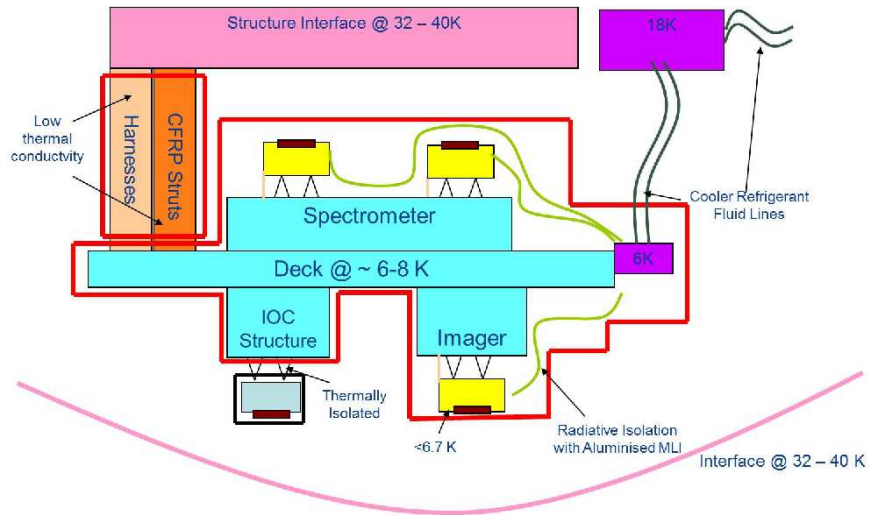 Structure Interface @ 32 – 40K
18K
Low
thermal
conductvity
Harnesses
CFRP Struts
Spectrometer
Cooler Refrigerant
Fluid Lines
6K
Deck @ ~ 6-8 K
IOC
Structure
Imager
Thermally
Isolated
<6.7 K
Radiative Isolation
with Aluminised MLI
Interface @ 32 – 40 K